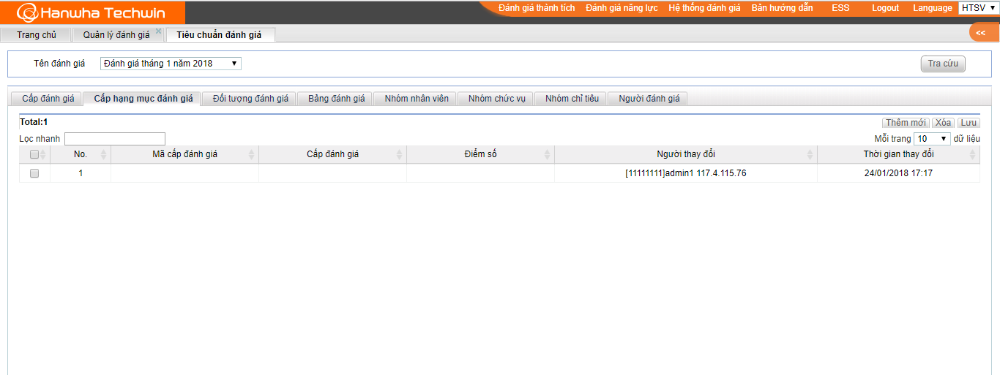 Hanwha Techwin
Đánh giá thành tích Đánh giá năng lực Hệ thống đánh giá Bản hướng dẫn ESS Logout Language HTSV
Trang chủ Quản lý đánh giá Tiêu chuẩn đánh giá <<
Tên đánh giá Đánh giá tháng 1 năm 2018 Tra cứu
Cấp đánh giá Cấp hạng mục đánh giá Đối tượng đánh giá Bảng đánh giá Nhóm nhân viên Nhóm chức vụ Nhóm chỉ tiêu Người đánh giá
Total:1 Thêm mới Xóa Lưu
Lọc nhanh Mỗi trang 10 dữ liệu
No. Mã cấp đánh giá Cấp đánh giá Điểm số Người thay đổi Thời gian thay đổi
1 [11111111]admin1 117.4.115.76 24/01/2018 17:17